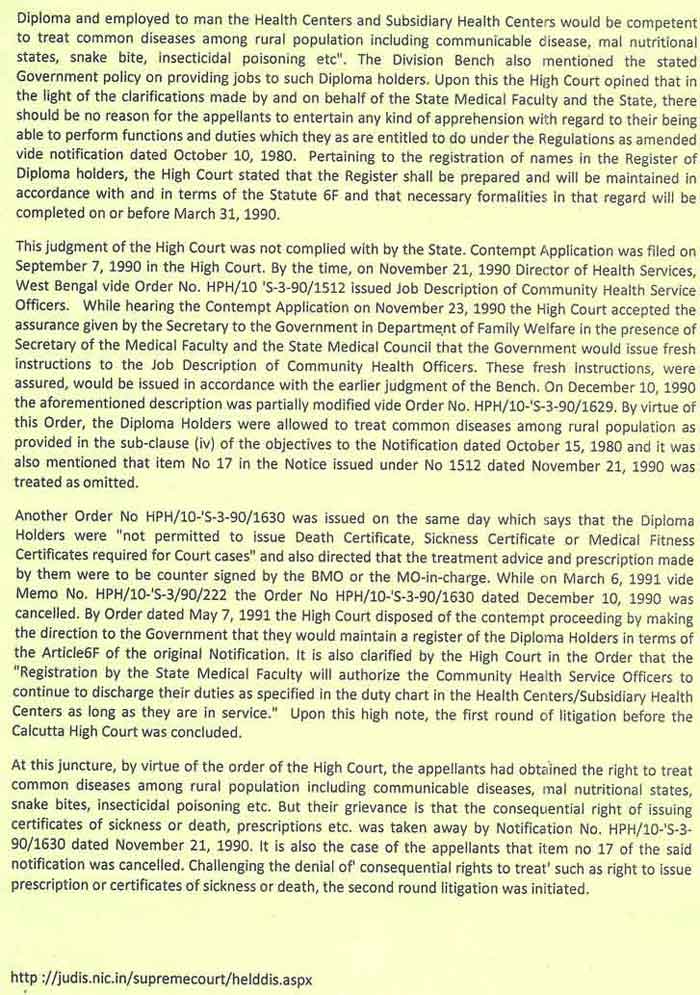 Diploma and employed to man the Health Centers and Subsidiary Health Centers would be competent
to treat common diseases among rural population including communicable disease, mal nutritional
states, snake bite, insecticidal poisoning etc". The Division Bench also mentioned the stated
Government policy on providing jobs to such Diploma holders. Upon this the High Court opined that in
the light of the clarifications made by and on behalf of the State Medical Faculty and the State, there
should be no reason for the appellants to entertain any kind of apprehension with regard to their being
able to perform functions and duties which they as are entitled to do under the Regulations as amended
vide notification dated October 10, 1980. Pertaining to the registration of names in the Register of
Diploma holders, the High Court stated that the Register shall be prepared and will be maintained in
accordance with and in terms of the Statute 6F and that necessary formalities in that regard will be
completed on or before March 31, 1990.
This judgment of the High Court was not complied with by the State. Contempt Application was filed on
September 7, 1990 in the High Court. By the time, on November 21, 1990 Director of Health Services,
West Bengal vide Order No. HPH/10 'S-3-90/1512 issued Job Description of Community Health Service
Officers. While hearing the Contempt Application on November 23, 1990 the High Court accepted the
assurance given by the Secretary to the Government in Department of Family Welfare in the presence of
Secretary of the Medical Faculty and the State Medical Council that the Government would issue fresh
instructions to the Job Description of Community Health Officers. These fresh instructions, were
assured, would be issued in accordance with the earlier judgment of the Bench. On December 10, 1990
the aforementioned description was partially modified vide Order No. HPH/10-'S-3-90/1629. By virtue of
this Order, the Diploma Holders were allowed to treat common diseases among rural population as
provided in the sub-clause (iv) of the objectives to the Notification dated October 15, 1980 and it was
also mentioned that item No 17 in the Notice issued under No 1512 dated November 21, 1990 was
treated as omitted.
Another Order No HPH/10-'S-3-90/1630 was issued on the same day which says that the Diploma
Holders were "not permitted to issue Death Certificate, Sickness Certificate or Medical Fitness
Certificates required for Court cases" and also directed that the treatment advice and prescription made
by them were to be counter signed by the BMO or the MO-in-charge. While on March 6, 1991 vide
Memo No. HPH/10-'S-3/90/222 the Order No HPH/10-'S-3-90/1630 dated December 10, 1990 was
cancelled. By Order dated May 7, 1991 the High Court disposed of the contempt proceeding by making
the direction to the Government that they would maintain a register of the Diploma Holders in terms of
the Article6F of the original Notification. It is also clarified by the High Court in the Order that the
"Registration by the State Medical Faculty will authorize the Community Health Service Officers to
continue to discharge their duties as specified in the duty chart in the Health Centers/Subsidiary Health
Centers as long as they are in service." Upon this high note, the first round of litigation before the
Calcutta High Court was concluded.
At this juncture, by virtue of the order of the High Court, the appellants had obtained the right to treat
common diseases among rural population including communicable diseases, mal nutritional states,
snake bites, insecticidal poisoning etc. But their grievance is that the consequential right of issuing
certificates of sickness or death, prescriptions etc. was taken away by Notification No. HPH/10-'S-3-
90/1630 dated November 21, 1990. It is also the case of the appellants that item no 17 of the said
notification was cancelled. Challenging the denial of' consequential rights to treat' such as right to issue
prescription or certificates of sickness or death, the second round litigation was initiated.
http ://judis.nic.in/supremecourt/helddis.aspx